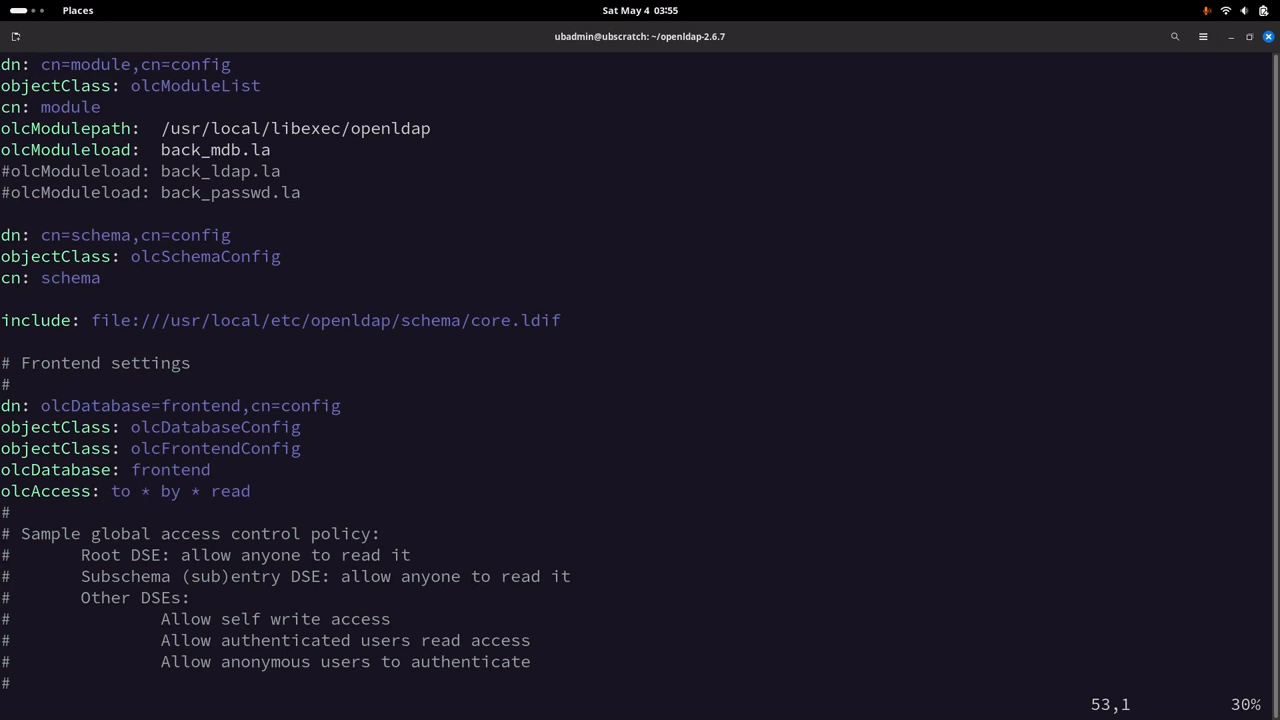 Places
Sat May 4 03:55
ubadmin@ubscratch: ~/openldap-2.6.7
dn: cn=module,cn=config
objectClass: olcModuleList
cn: module
olcModulepath:  /usr/local/libexec/openldap
olcModuleload:  back_mdb.la
#olcModuleload: back_ldap.la
#olcModuleload: back_passwd.la
dn: cn=schema,cn=config
objectClass: olcSchemaConfig
cn: schema
include: file:///usr/local/etc/openldap/schema/core.ldif
# Frontend settings
#
dn: olcDatabase=frontend,cn=config
objectClass: olcDatabaseConfig
objectClass: olcFrontendConfig
olcDatabase: frontend
olcAccess: to * by * read
#
# Sample global access control policy:
#       Root DSE: allow anyone to read it
#       Subschema (sub)entry DSE: allow anyone to read it
#       Other DSEs:
#               Allow self write access
#               Allow authenticated users read access
#               Allow anonymous users to authenticate
#
53,1 30%